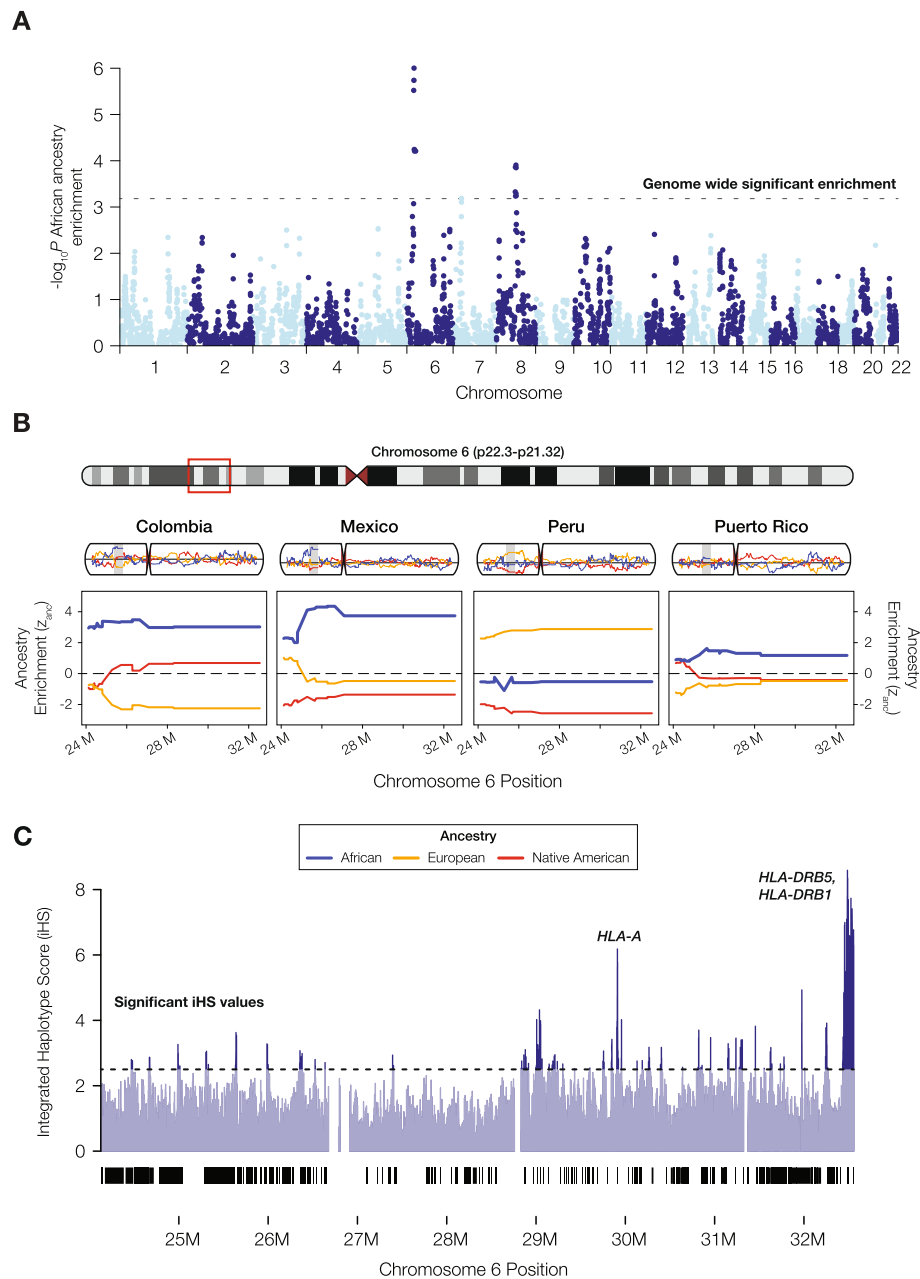 A
6
5
4
3
2
1
0
-log10P African ancestry
enrichment
Genome wide significant enrichment
1 2 3 4 5 6 7 8 9 10 11 12 13 14 15 16 18 20 22
Chromosome
B
Chromosome 6 (p22.3-p21.32)
Colombia Mexico Peru Puerto Rico
Ancestry
Enrichment (zanc)
4
2
0
-2
4
2
0
-2
Ancestry
Enrichment (zanc)
24 M 28 M 32 M 24 M 28 M 32 M 24 M 28 M 32 M 24 M 28 M 32 M
Chromosome 6 Position
C
Ancestry
African European Native American
Integrated Haplotype Score (iHS)
8
6
4
2
0
Significant iHS values
HLA-A
HLA-DRB5,
HLA-DRB1
25M 26M 27M 28M 29M 30M 31M 32M
Chromosome 6 Position